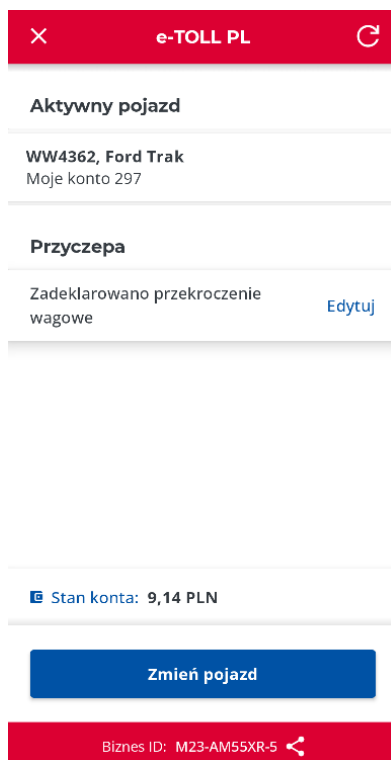 e-TOLL PL
Aktywny pojazd
WW4362, Ford Trak
Moje konto 297
Przyczepa
Zadeklarowano przekroczenie
wagowe
Edytuj
Stan konta: 9,14 PLN
Zmień pojazd
Biznes ID: M23-AM55XR-5